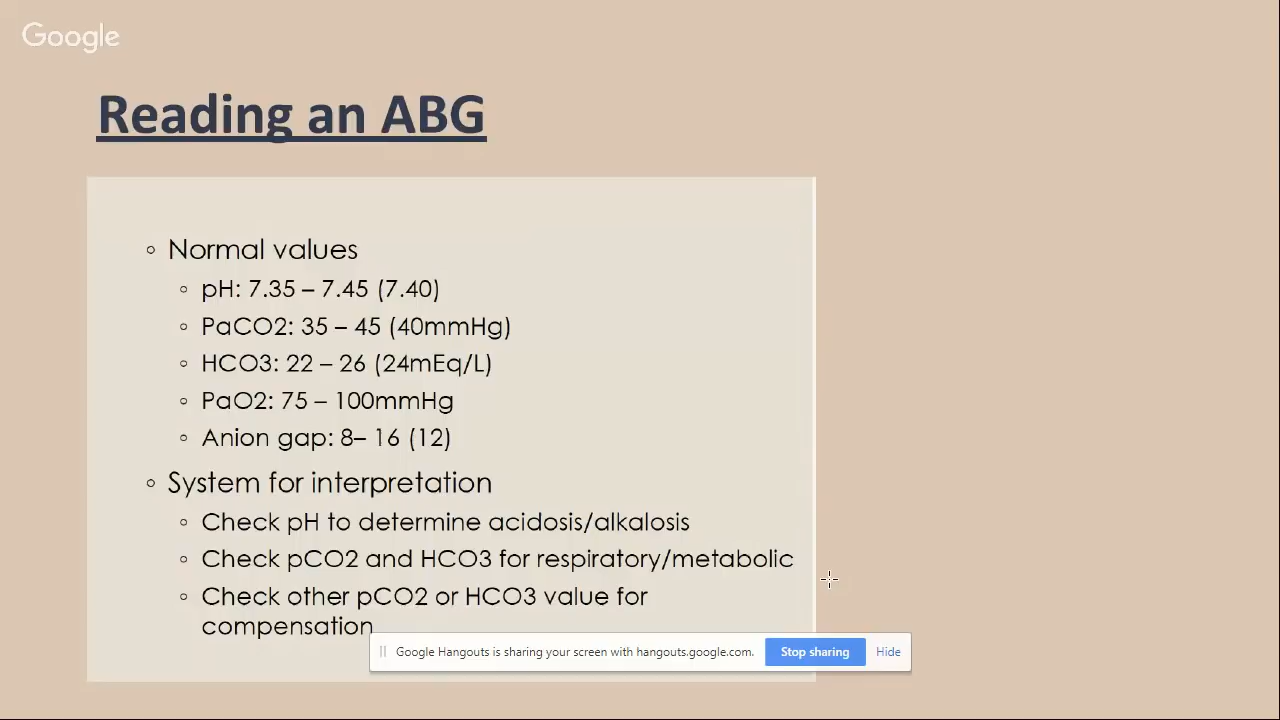 Google
Reading an ABG
◦ Normal values
◦ pH: 7.35 – 7.45 (7.40)
◦ PaCO2: 35 – 45 (40mmHg)
◦ HCO3: 22 – 26 (24mEq/L)
◦ PaO2: 75 – 100mmHg
◦ Anion gap: 8– 16 (12)
◦ System for interpretation
◦ Check pH to determine acidosis/alkalosis
◦ Check pCO2 and HCO3 for respiratory/metabolic
◦ Check other pCO2 or HCO3 value for
compensation
Google Hangouts is sharing your screen with hangouts.google.com. Stop sharing Hide